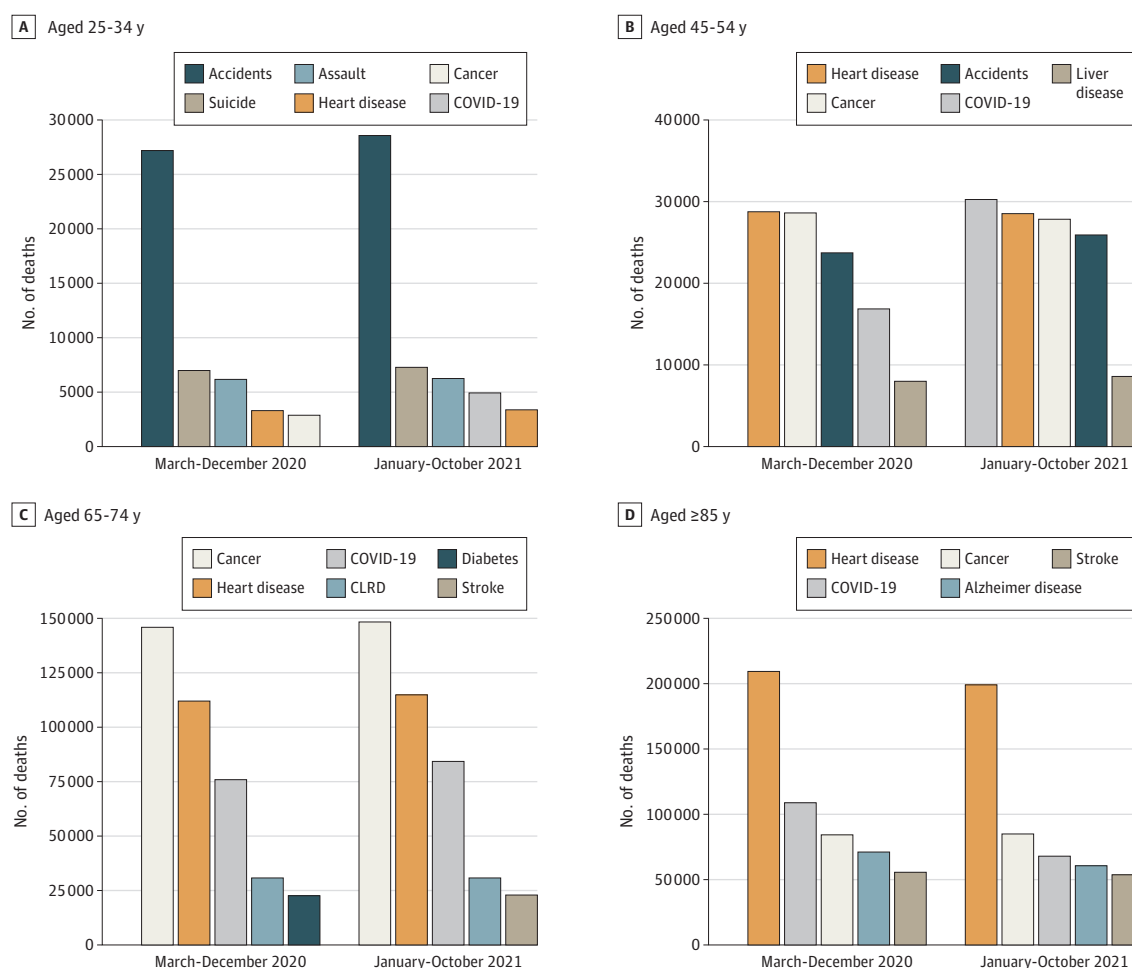 A Aged 25-34 y
Accidents Assault Cancer
Suicide Heart disease COVID-19
No. of deaths
30000
25000
20000
15000
10000
5000
0
March-December 2020 January-October 2021
B Aged 45-54 y
Heart disease Accidents Liver disease
Cancer COVID-19
No. of deaths
40000
30000
20000
10000
0
March-December 2020 January-October 2021
C Aged 65-74 y
Cancer COVID-19 Diabetes
Heart disease CLRD Stroke
No. of deaths
150000
125000
100000
75000
50000
25000
0
March-December 2020 January-October 2021
D Aged ≥85 y
Heart disease Cancer Stroke
COVID-19 Alzheimer disease
No. of deaths
250000
200000
150000
100000
50000
0
March-December 2020 January-October 2021